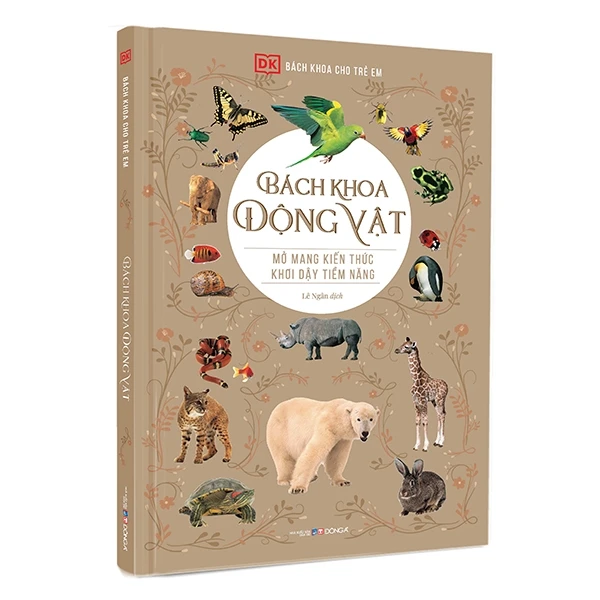 DK
BÁCH KHOA CHO TRẺ EM
BÁCH KHOA
ĐỘNG VẬT
MỞ MANG KIẾN THỨC
KHƠI DẬY TIỀM NĂNG
Lê Ngân dịch
ĐÔNG A
BÁCH KHOA CHO TRẺ EM
BÁCH KHOA ĐỘNG VẬT